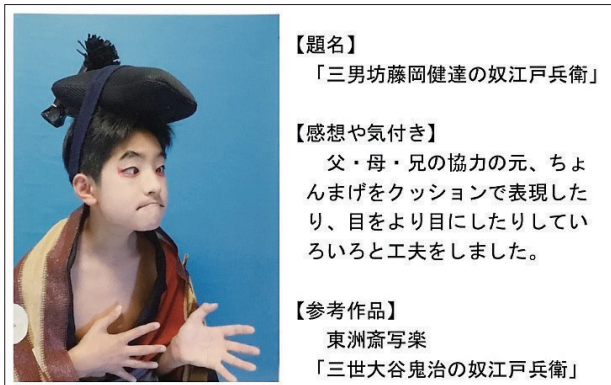 【題名】
「三男坊藤岡健達の奴江戸兵衛」
【感想や気付き】
父・母・兄の協力の元、ちょ
んまげをクッションで表現した
り、目をより目にしたりしてい
ろいろと工夫をしました。
【参考作品】
東洲斎写楽
「三世大谷鬼治の奴江戸兵衛」